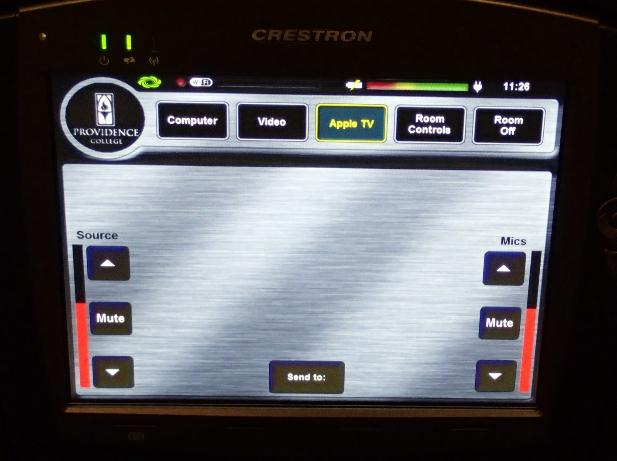 CRESTRON
WiFi
11:26
PROVIDENCE
COLLEGE
Computer
Video
Apple TV
Room
Controls
Room
Off
Source
Mics
Mute
Mute
Send to: